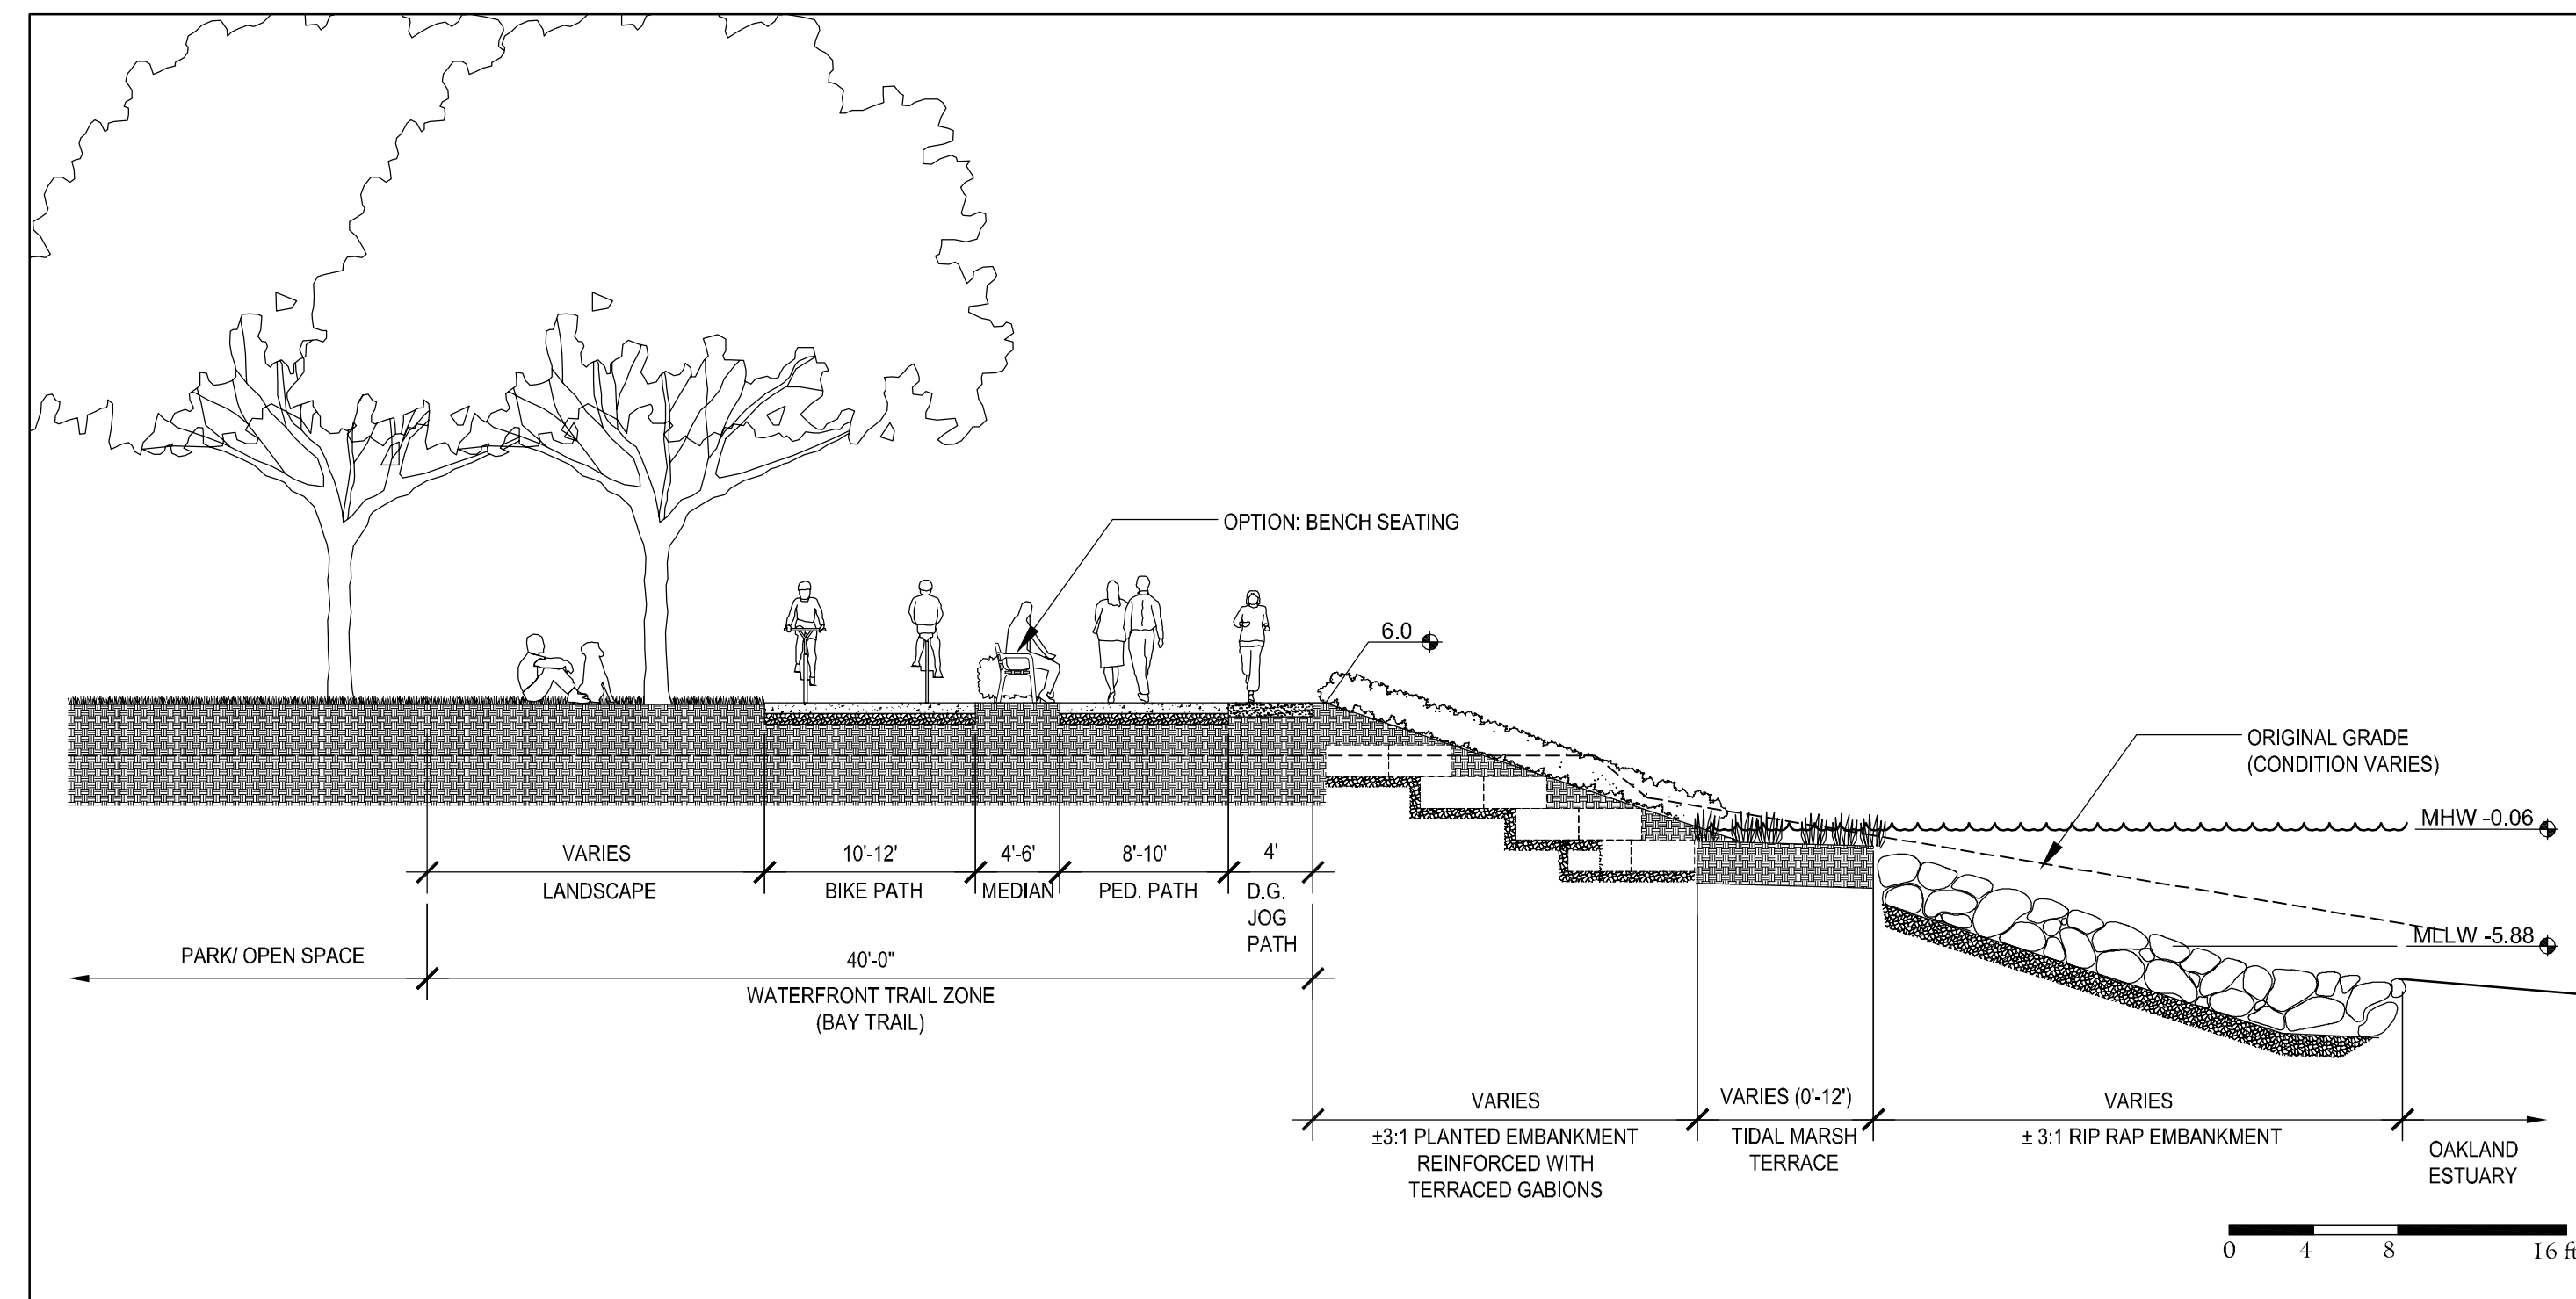 OPTION: BENCH SEATING
6.0
ORIGINAL GRADE
(CONDITION VARIES)
MHW -0.06
MLLW -5.88
VARIES
LANDSCAPE
10'-12'
BIKE PATH
4'-6'
MEDIAN
8'-10'
PED. PATH
4'
D.G.
JOG
PATH
PARK/ OPEN SPACE
40'-0"
WATERFRONT TRAIL ZONE
(BAY TRAIL)
VARIES
±3:1 PLANTED EMBANKMENT
REINFORCED WITH
TERRACED GABIONS
VARIES (0'-12')
TIDAL MARSH
TERRACE
VARIES
± 3:1 RIP RAP EMBANKMENT
OAKLAND
ESTUARY
0 4 8 16 ft